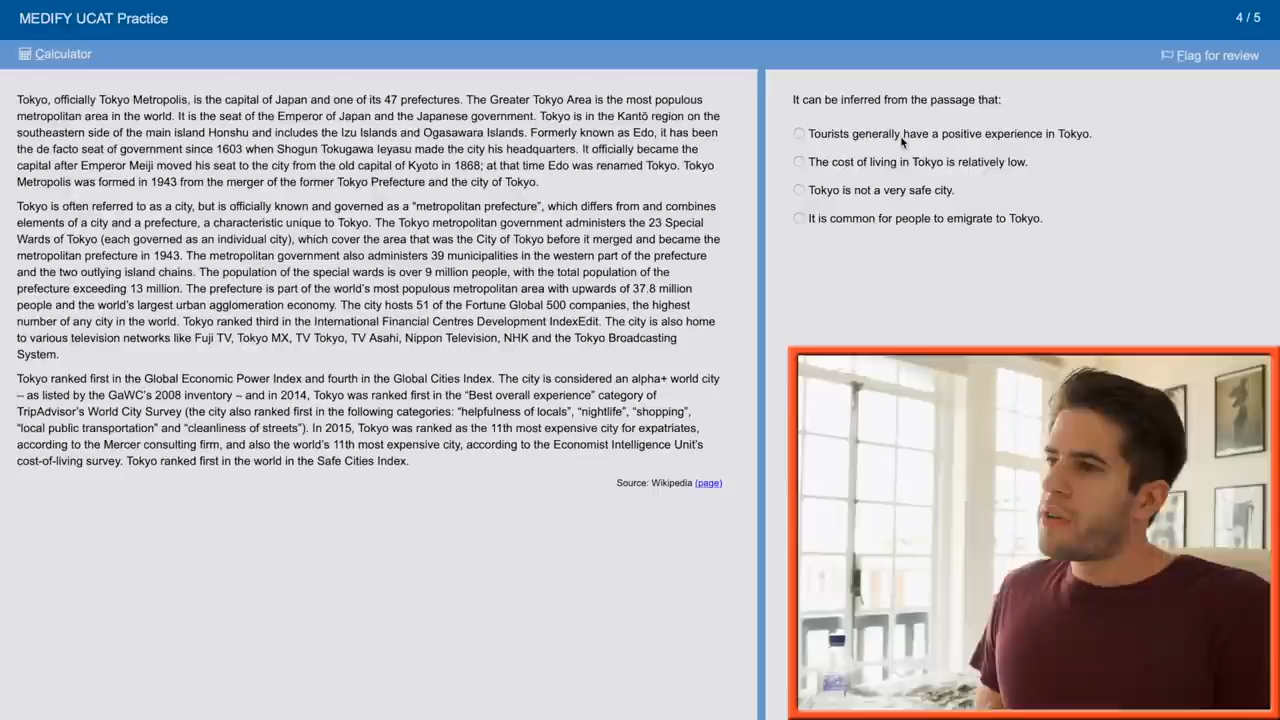 MEDIFY UCAT Practice
4 / 5
Calculator
Flag for review
Tokyo, officially Tokyo Metropolis, is the capital of Japan and one of its 47 prefectures. The Greater Tokyo Area is the most populous
metropolitan area in the world. It is the seat of the Emperor of Japan and the Japanese government. Tokyo is in the Kantō region on the
southeastern side of the main island Honshu and includes the Izu Islands and Ogasawara Islands. Formerly known as Edo, it has been
the de facto seat of government since 1603 when Shogun Tokugawa Ieyasu made the city his headquarters. It officially became the
capital after Emperor Meiji moved his seat to the city from the old capital of Kyoto in 1868; at that time Edo was renamed Tokyo. Tokyo
Metropolis was formed in 1943 from the merger of the former Tokyo Prefecture and the city of Tokyo.
Tokyo is often referred to as a city, but is officially known and governed as a "metropolitan prefecture", which differs from and combines
elements of a city and a prefecture, a characteristic unique to Tokyo. The Tokyo metropolitan government administers the 23 Special
Wards of Tokyo (each governed as an individual city), which cover the area that was the City of Tokyo before it merged and became the
metropolitan prefecture in 1943. The metropolitan government also administers 39 municipalities in the western part of the prefecture
and the two outlying island chains. The population of the special wards is over 9 million people, with the total population of the
prefecture exceeding 13 million. The prefecture is part of the world's most populous metropolitan area with upwards of 37.8 million
people and the world's largest urban agglomeration economy. The city hosts 51 of the Fortune Global 500 companies, the highest
number of any city in the world. Tokyo ranked third in the International Financial Centres Development IndexEdit. The city is also home
to various television networks like Fuji TV, Tokyo MX, TV Tokyo, TV Asahi, Nippon Television, NHK and the Tokyo Broadcasting
System.
Tokyo ranked first in the Global Economic Power Index and fourth in the Global Cities Index. The city is considered an alpha+ world city
– as listed by the GaWC's 2008 inventory – and in 2014, Tokyo was ranked first in the “Best overall experience” category of
TripAdvisor's World City Survey (the city also ranked first in the following categories: “helpfulness of locals”, “nightlife”, “shopping”,
“local public transportation” and “cleanliness of streets”). In 2015, Tokyo was ranked as the 11th most expensive city for expatriates,
according to the Mercer consulting firm, and also the world's 11th most expensive city, according to the Economist Intelligence Unit's
cost-of-living survey. Tokyo ranked first in the world in the Safe Cities Index.
Source: Wikipedia (page)
It can be inferred from the passage that:
Tourists generally have a positive experience in Tokyo.
The cost of living in Tokyo is relatively low.
Tokyo is not a very safe city.
It is common for people to emigrate to Tokyo.